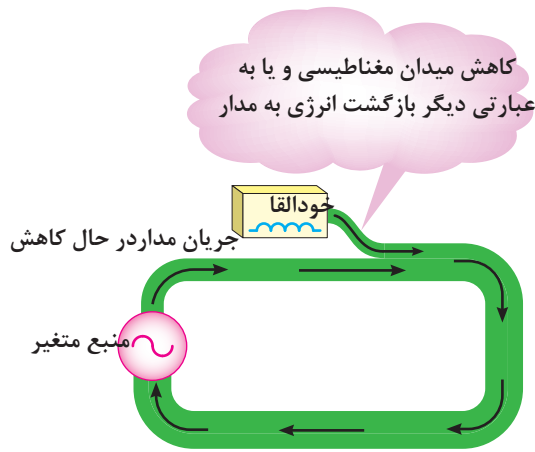 کاهش میدان مغناطیسی و یا به
عبارتی دیگر بازگشت انرژی به مدار
خودالقا
جریان مداردر حال کاهش
منبع متغیر